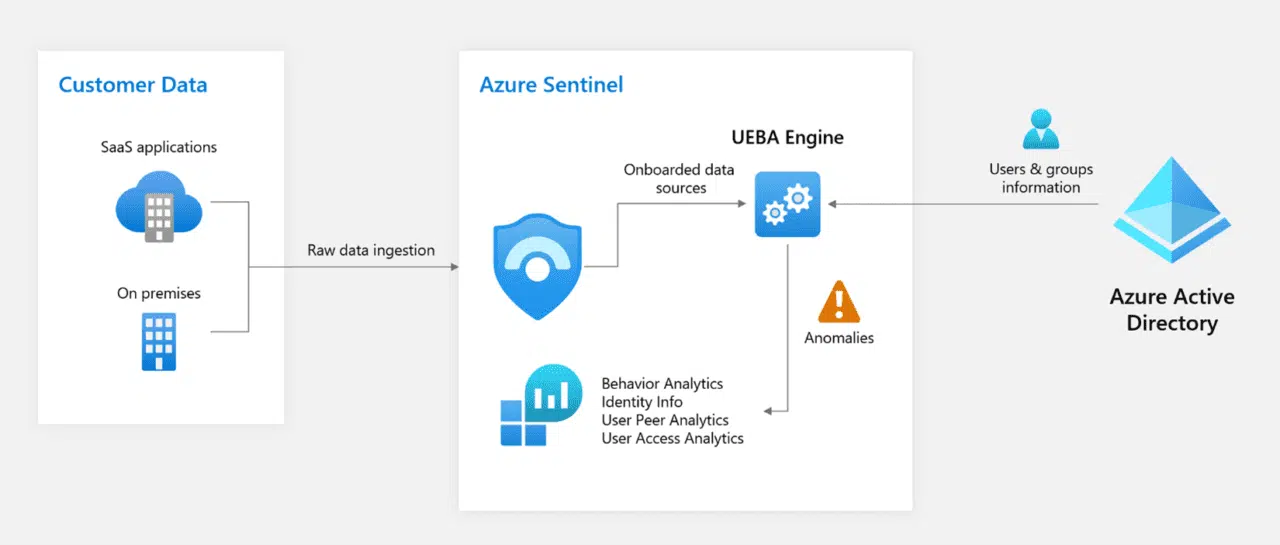 Customer Data
SaaS applications
On premises
Raw data ingestion
Azure Sentinel
UEBA Engine
Onboarded data
sources
Anomalies
Behavior Analytics
Identity Info
User Peer Analytics
User Access Analytics
Users & groups
information
Azure Active
Directory